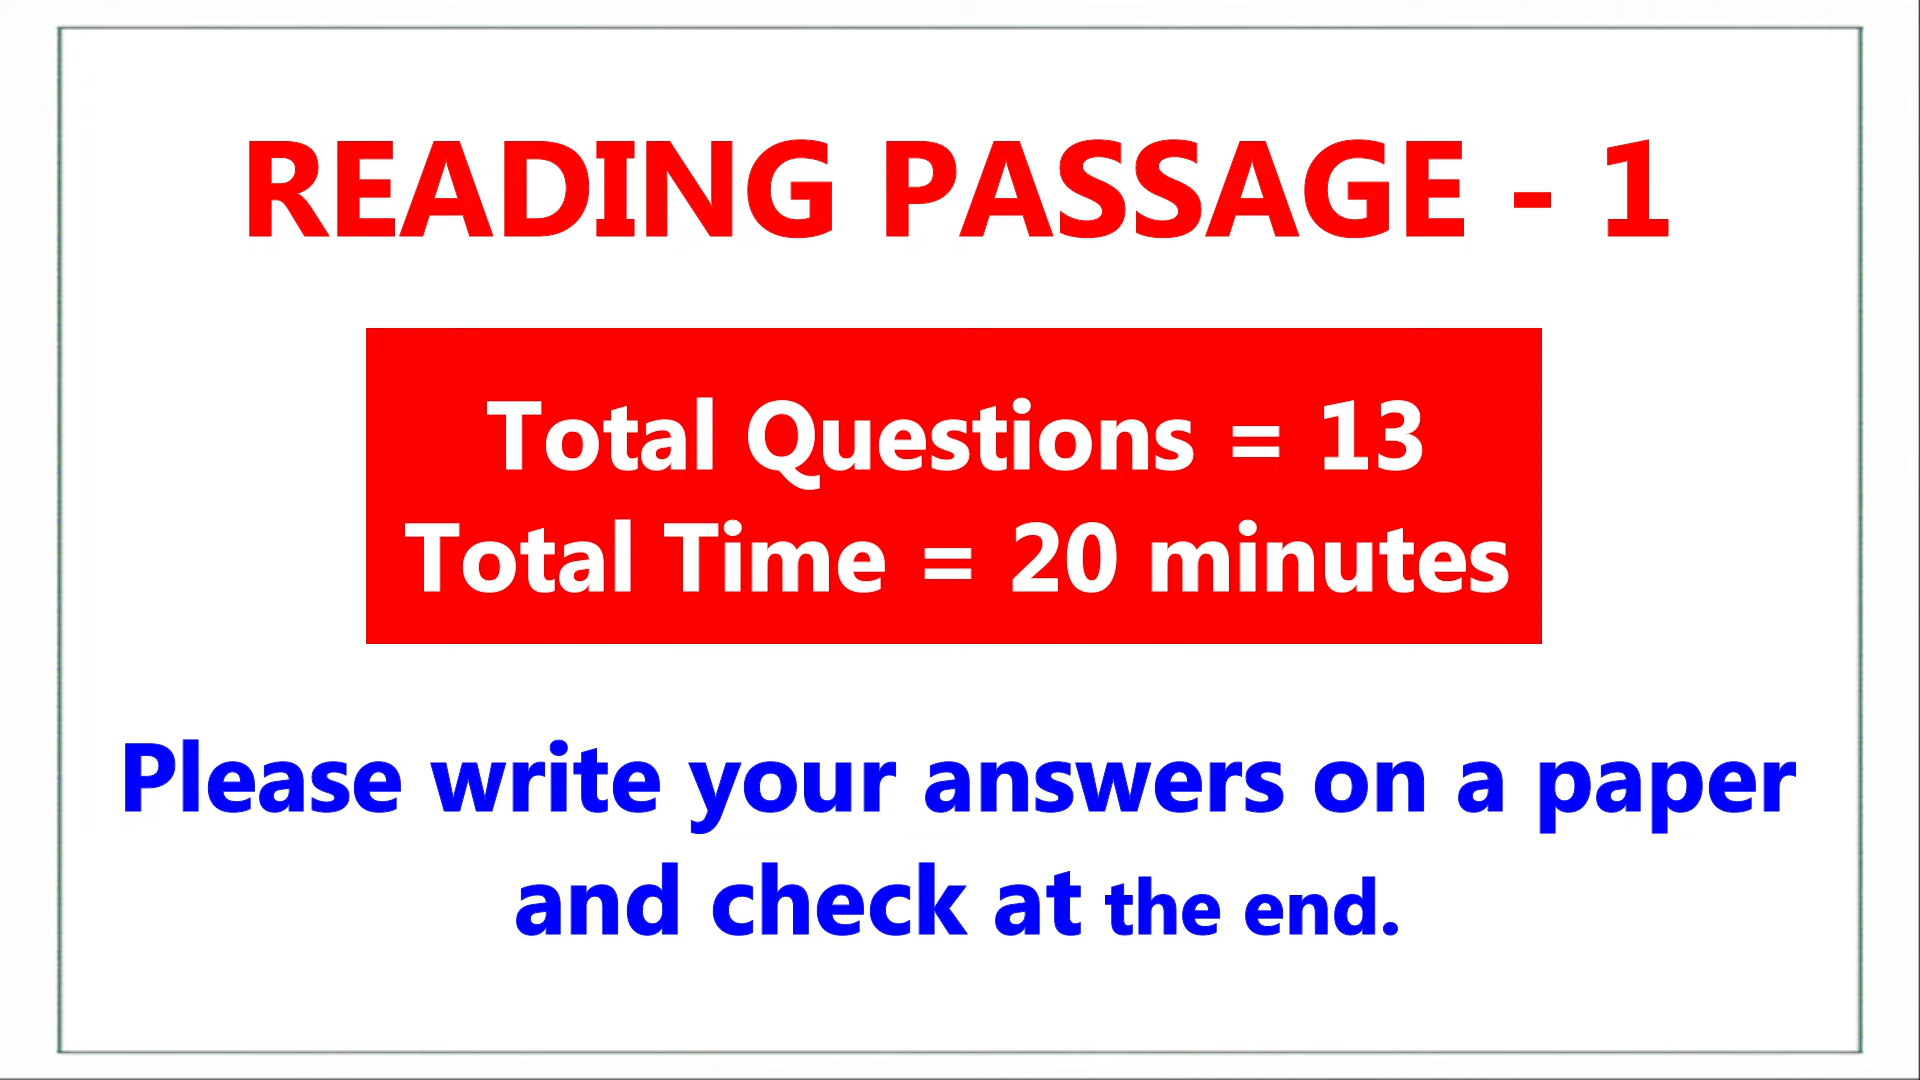 READING PASSAGE - 1
Total Questions = 13
Total Time = 20 minutes
Please write your answers on a paper
and check at the end.